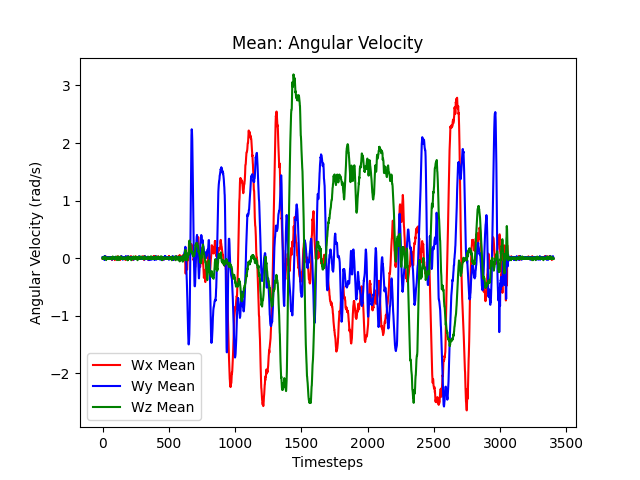 Mean: Angular Velocity
Angular Velocity (rad/s)
3
2
1
0
−1
−2
Wx Mean
Wy Mean
Wz Mean
0 500 1000 1500 2000 2500 3000 3500
Timesteps